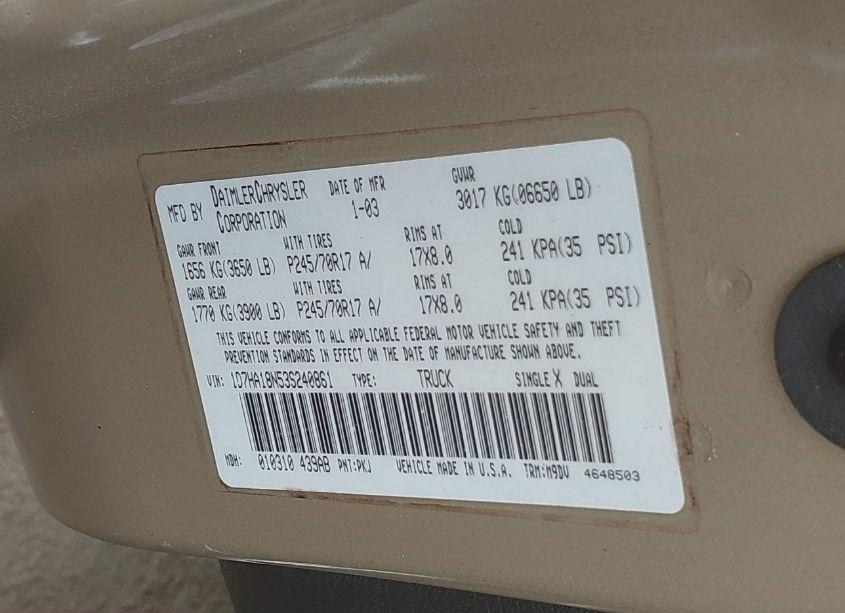 MFD BY DAIMLERCHRYSLER CORPORATION DATE OF MFR 1-03 GVWR 3017 KG(06650 LB)
GAWR FRONT WITH TIRES RIMS AT COLD
1656 KG(3650 LB) P245/70R17 A/ 17X8.0 241 KPA(35 PSI)
GAWR REAR WITH TIRES RIMS AT COLD
1770 KG(3900 LB) P245/70R17 A/ 17X8.0 241 KPA(35 PSI)
THIS VEHICLE CONFORMS TO ALL APPLICABLE FEDERAL MOTOR VEHICLE SAFETY AND THEFT
PREVENTION STANDARDS IN EFFECT ON THE DATE OF MANUFACTURE SHOWN ABOVE.
VIN: 1D7HA18N53S240861 TYPE: TRUCK SINGLE X DUAL
MDH: 010310 439AB PNT:PKJ VEHICLE MADE IN U.S.A. TRM:M9DV 4648503